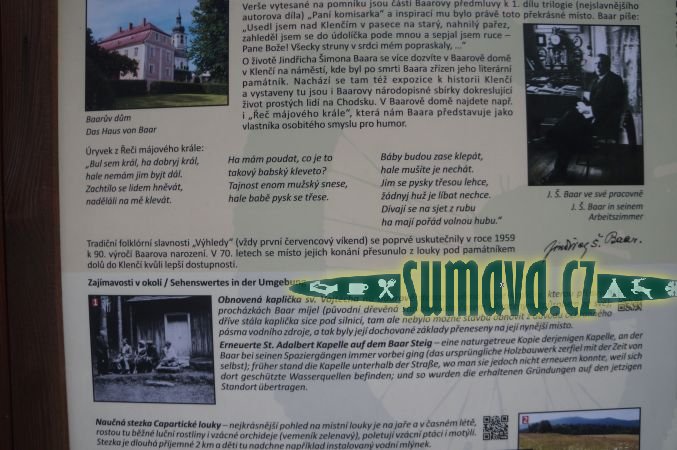 Verše vytesané na pomníku jsou částí Baarovy předmluvy k 1. dílu trilogie (nejslavnějšího
autorova díla) „Paní komisarka“ a inspirací mu bylo právě toto překrásné místo. Baar píše:
"Usedl jsem nad Klenčím v pasece na starý, nahnilý pařez,
zahleděl jsem se do údolíčka pode mnou a sepjal jsem ruce –
Pane Bože! Všecky struny v srdci mém popraskaly, ..."
O životě Jindřicha Šimona Baara se více dozvíte v Baarově domě
v Klenčí na náměstí, kde byl po smrti Baara zřízen jeho literární
památník. Nachází se tam též expozice k historii Klenčí
a vystaveny tu jsou i Baarovy národopisné sbírky dokreslující
život prostých lidí na Chodsku. V Baarově domě najdete např.
i „Řeč májového krále“, která nám Baara představuje jako
vlastníka osobitého smyslu pro humor.
Baarův dům
Das Haus von Baar
J. Š. Baar ve své pracovně
J. Š. Baar in seinem
Arbeitszimmer
Úryvek z Řeči májového krále:
"Bul sem král, ha dobryj král,
hale nemám jim byjt dál.
Zachtilo se lidem hněvát,
nadělali na mě klevát.
Ha mám poudat, co je to
takový babský kleveto?
Tajnost enom mužský snese,
hale babě pysk se třese.
Báby budou zase klepát,
hale mušíte je nechát.
Jim se pysky třesou lehce,
žádnyj huž je líbat nechce.
Dívají se na sjet z rubu
ha mají pořád volnou hubu."
Tradiční folklórní slavnosti „Výhledy“ (vždy první červencový víkend) se poprvé uskutečnily v roce 1959
k 90. výročí Baarova narození. V 70. letech se místo jejich konání přesunulo z louky pod památníkem
dolů do Klenčí kvůli lepší dostupnosti.
Jindřich Š. Baar.
Zajímavosti v okolí / Sehenswertes in der Umgebung
sumava.cz
1
Obnovená kaplička sv. Vojtěcha
procházkách Baar míjel (původní dřevěná
dříve stála kaplička sice pod silnicí, tam ale nebylo možné stavbu obnovit z důvodu
pásma vodního zdroje, a tak byly její dochované základy přeneseny na její nynější místo.
Erneuerte St. Adalbert Kapelle auf dem Baar Steig – eine naturgetreue Kopie derjenigen Kapelle, an der
Baar bei seinen Spaziergängen immer vorbei ging (das ursprungliche Holzbauwerk zerfiel mit der Zeit von
selbst); früher stand die Kapelle unterhalb der Straße, wo man sie jedoch nicht erneuern konnte, weil sich
dort geschützte Wasserquellen befinden; und so wurden die erhaltenen Gründungen auf den jetzigen
Standort übertragen.
Naučná stezka Capartické louky – nejkrásnější pohled na místní louky je na jaře a v časném létě,
rostou tu běžné luční rostliny i vzácné orchideje (vemeník zelenavý), poletují vzácní ptáci i motýli.
Stezka je dlouhá příjemné 2 km a děti tu nadchne například instalovaný vodní mlýnek.
2